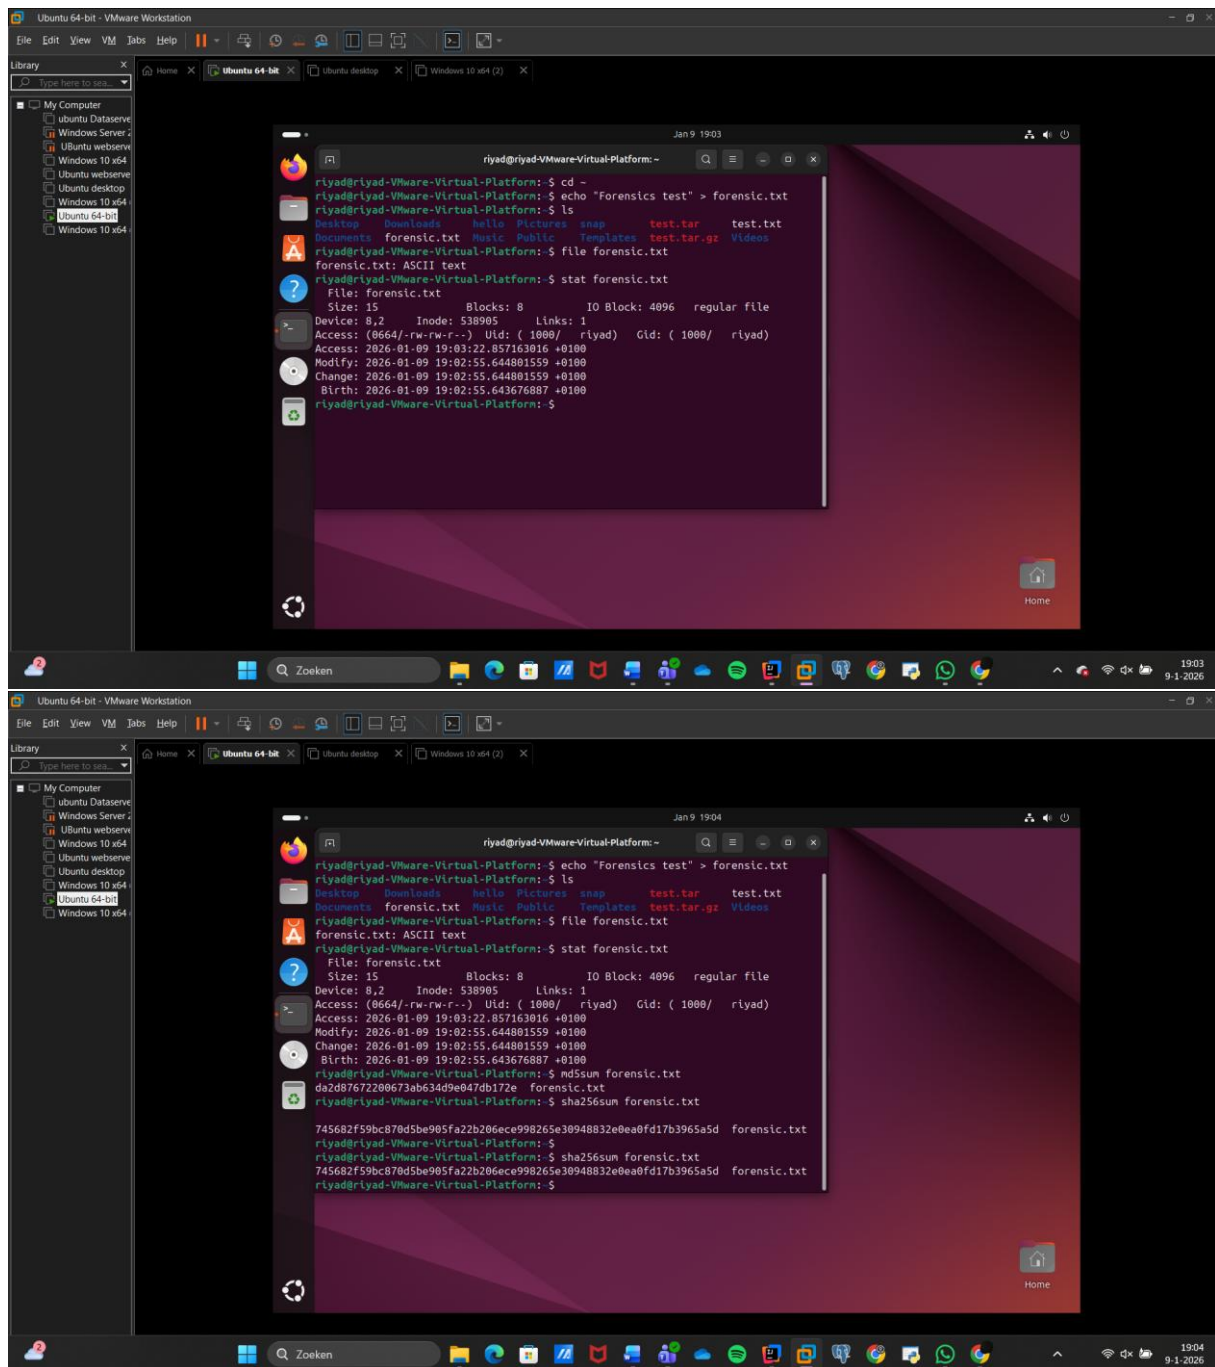 Ubuntu 64-bit - VMware Workstation
File Edit View VM Tabs Help
Library
Type here to sea...
Home Ubuntu 64-bit Ubuntu desktop Windows 10 x64 (2)
My Computer
ubuntu Dataserve
Windows Server 2
UBuntu webserve
Windows 10 x64
Ubuntu webserve
Ubuntu desktop
Windows 10 x64
Ubuntu 64-bit
Windows 10 x64
Jan 9 19:03
riyad@riyad-VMware-Virtual-Platform: ~
riyad@riyad-VMware-Virtual-Platform:~$ cd ~
riyad@riyad-VMware-Virtual-Platform:~$ echo "Forensics test" > forensic.txt
riyad@riyad-VMware-Virtual-Platform:~$ ls
Desktop Downloads hello Pictures snap test.tar test.txt
Documents forensic.txt Music Public Templates test.tar.gz Videos
riyad@riyad-VMware-Virtual-Platform:~$ file forensic.txt
forensic.txt: ASCII text
riyad@riyad-VMware-Virtual-Platform:~$ stat forensic.txt
File: forensic.txt
Size: 15 Blocks: 8 IO Block: 4096 regular file
Device: 8,2 Inode: 538905 Links: 1
Access: (0664/-rw-rw-r--) Uid: ( 1000/ riyad) Gid: ( 1000/ riyad)
Access: 2026-01-09 19:03:22.857163016 +0100
Modify: 2026-01-09 19:02:55.644801559 +0100
Change: 2026-01-09 19:02:55.644801559 +0100
Birth: 2026-01-09 19:02:55.643676887 +0100
riyad@riyad-VMware-Virtual-Platform:~$
Home
2
Zoeken
19:03
9-1-2026
Ubuntu 64-bit - VMware Workstation
File Edit View VM Tabs Help
Library
Type here to sea...
Home Ubuntu 64-bit Ubuntu desktop Windows 10 x64 (2)
My Computer
ubuntu Dataserve
Windows Server 2
UBuntu webserve
Windows 10 x64
Ubuntu webserve
Ubuntu desktop
Windows 10 x64
Ubuntu 64-bit
Windows 10 x64
Jan 9 19:04
riyad@riyad-VMware-Virtual-Platform: ~
riyad@riyad-VMware-Virtual-Platform:~$ echo "Forensics test" > forensic.txt
riyad@riyad-VMware-Virtual-Platform:~$ ls
Desktop Downloads hello Pictures snap test.tar test.txt
Documents forensic.txt Music Public Templates test.tar.gz Videos
riyad@riyad-VMware-Virtual-Platform:~$ file forensic.txt
forensic.txt: ASCII text
riyad@riyad-VMware-Virtual-Platform:~$ stat forensic.txt
File: forensic.txt
Size: 15 Blocks: 8 IO Block: 4096 regular file
Device: 8,2 Inode: 538905 Links: 1
Access: (0664/-rw-rw-r--) Uid: ( 1000/ riyad) Gid: ( 1000/ riyad)
Access: 2026-01-09 19:03:22.857163016 +0100
Modify: 2026-01-09 19:02:55.644801559 +0100
Change: 2026-01-09 19:02:55.644801559 +0100
Birth: 2026-01-09 19:02:55.643676887 +0100
riyad@riyad-VMware-Virtual-Platform:~$ md5sum forensic.txt
da2d87672200673ab634d9e047db172e forensic.txt
riyad@riyad-VMware-Virtual-Platform:~$ sha256sum forensic.txt
745682f59bc870d5be905fa22b206ece998265e30948832e0ea0fd17b3965a5d forensic.txt
riyad@riyad-VMware-Virtual-Platform:~$
riyad@riyad-VMware-Virtual-Platform:~$ sha256sum forensic.txt
745682f59bc870d5be905fa22b206ece998265e30948832e0ea0fd17b3965a5d forensic.txt
riyad@riyad-VMware-Virtual-Platform:~$
Home
2
Zoeken
19:04
9-1-2026